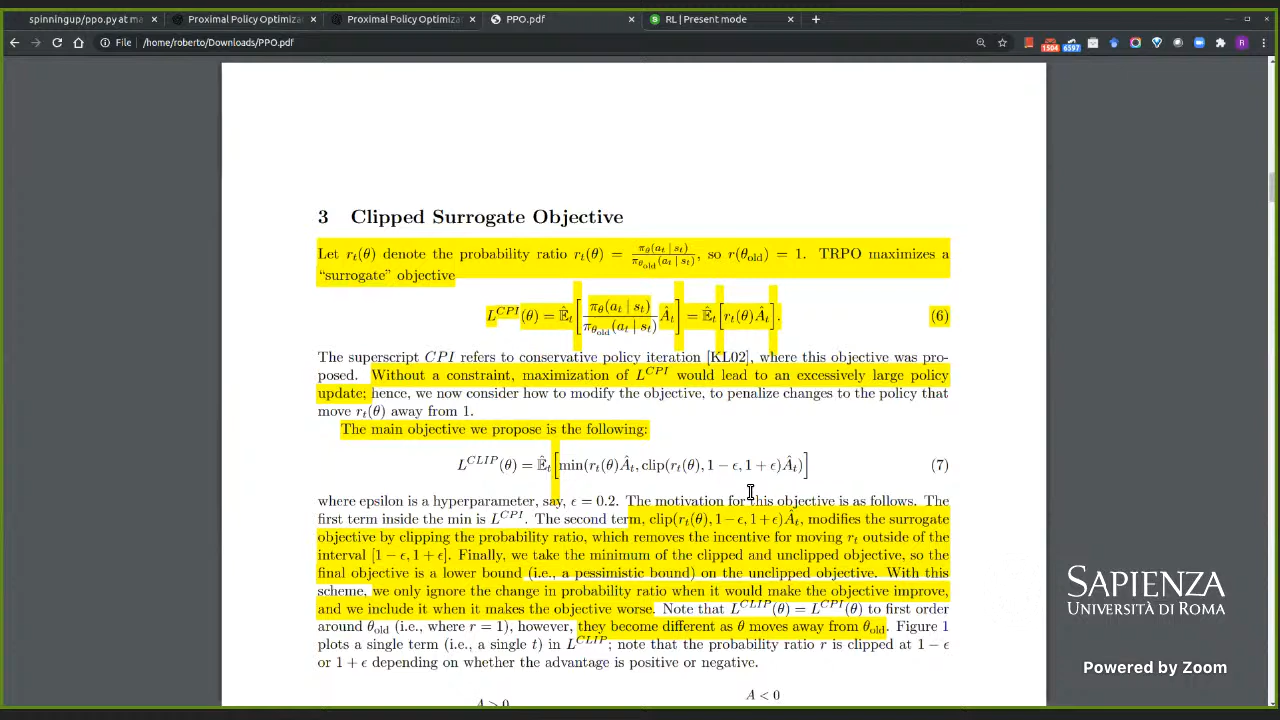 spinningup/ppo.py at ma
Proximal Policy Optimiza
Proximal Policy Optimiza
PPO.pdf
RL | Present mode
File | /home/roberto/Downloads/PPO.pdf
1504
6597
R
3 Clipped Surrogate Objective
Let r_t(θ) denote the probability ratio r_t(θ) = π_θ(a_t | s_t) / π_θ_old(a_t | s_t), so r(θ_old) = 1. TRPO maximizes a
“surrogate” objective
L^CPI(θ) = Ê_t[ π_θ(a_t | s_t) / π_θ_old(a_t | s_t) Â_t ] = Ê_t[ r_t(θ)Â_t ]. (6)
The superscript CPI refers to conservative policy iteration [KL02], where this objective was pro-
posed. Without a constraint, maximization of L^CPI would lead to an excessively large policy
update; hence, we now consider how to modify the objective, to penalize changes to the policy that
move r_t(θ) away from 1.
The main objective we propose is the following:
L^CLIP(θ) = Ê_t[ min(r_t(θ)Â_t, clip(r_t(θ), 1 − ϵ, 1 + ϵ)Â_t) ] (7)
where epsilon is a hyperparameter, say, ϵ = 0.2. The motivation for this objective is as follows. The
first term inside the min is L^CPI. The second term, clip(r_t(θ), 1−ϵ, 1+ϵ)Â_t, modifies the surrogate
objective by clipping the probability ratio, which removes the incentive for moving r_t outside of the
interval [1 − ϵ, 1 + ϵ]. Finally, we take the minimum of the clipped and unclipped objective, so the
final objective is a lower bound (i.e., a pessimistic bound) on the unclipped objective. With this
scheme, we only ignore the change in probability ratio when it would make the objective improve,
and we include it when it makes the objective worse. Note that L^CLIP(θ) = L^CPI(θ) to first order
around θ_old (i.e., where r = 1), however, they become different as θ moves away from θ_old. Figure 1
plots a single term (i.e., a single t) in L^CLIP; note that the probability ratio r is clipped at 1 − ϵ
or 1 + ϵ depending on whether the advantage is positive or negative.
A < 0
A > 0
SAPIENZA
UNIVERSITÀ DI ROMA
Powered by Zoom